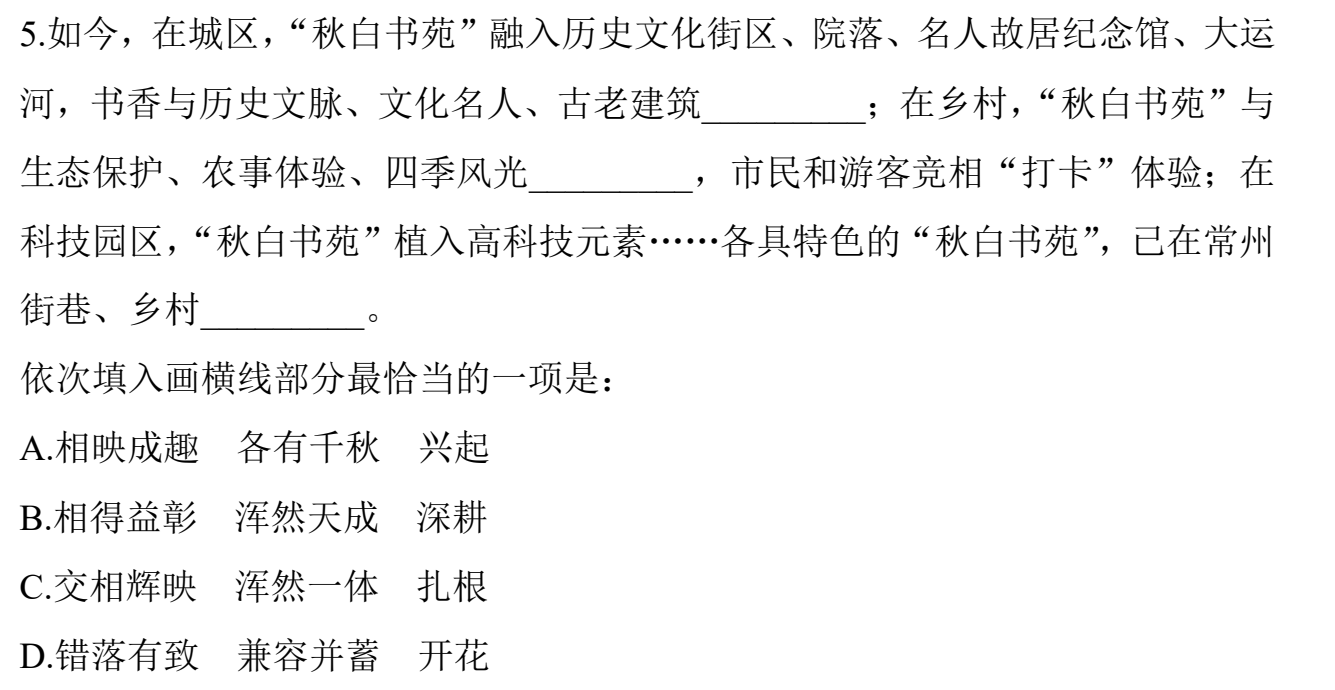 5.如今，在城区，“秋白书苑”融入历史文化街区、院落、名人故居纪念馆、大运
河，书香与历史文脉、文化名人、古老建筑_________；在乡村，“秋白书苑”与
生态保护、农事体验、四季风光_________，市民和游客竞相“打卡”体验；在
科技园区，“秋白书苑”植入高科技元素……各具特色的“秋白书苑”，已在常州
街巷、乡村_________。
依次填入画横线部分最恰当的一项是：
A.相映成趣　各有千秋　兴起
B.相得益彰　浑然天成　深耕
C.交相辉映　浑然一体　扎根
D.错落有致　兼容并蓄　开花